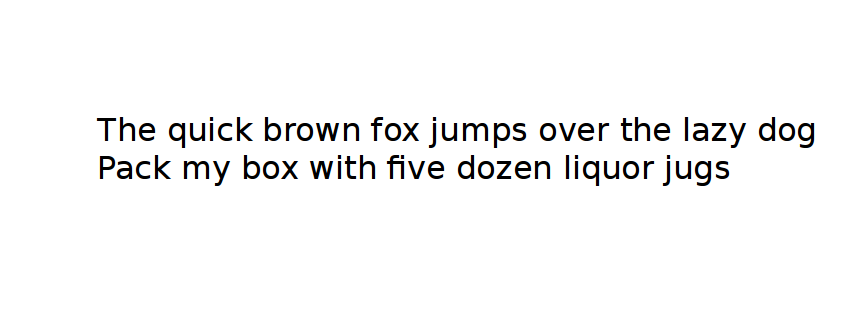 The quick brown fox jumps over the lazy dog
Pack my box with five dozen liquor jugs